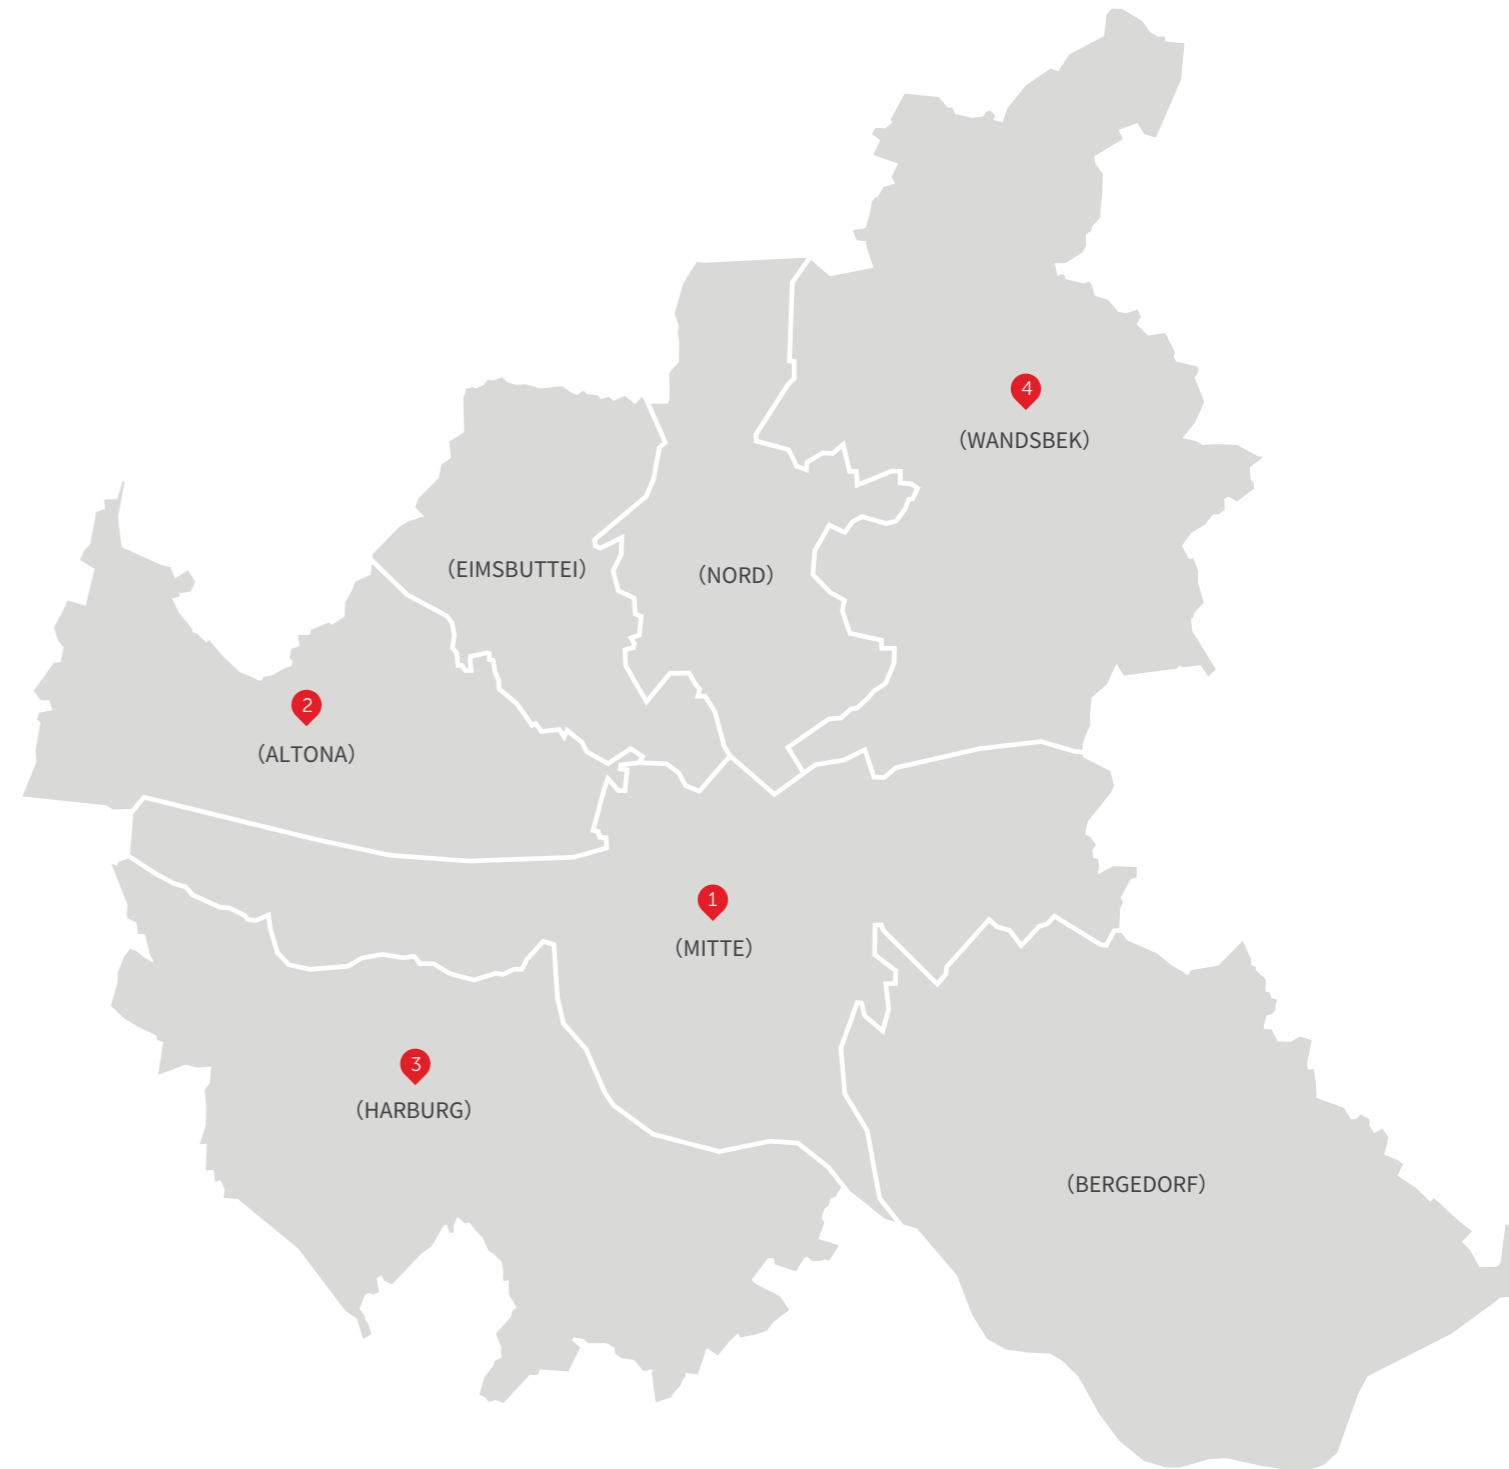 4
(WANDSBEK)
(EIMSBUTTEI)
(NORD)
2
(ALTONA)
1
(MITTE)
3
(HARBURG)
(BERGEDORF)